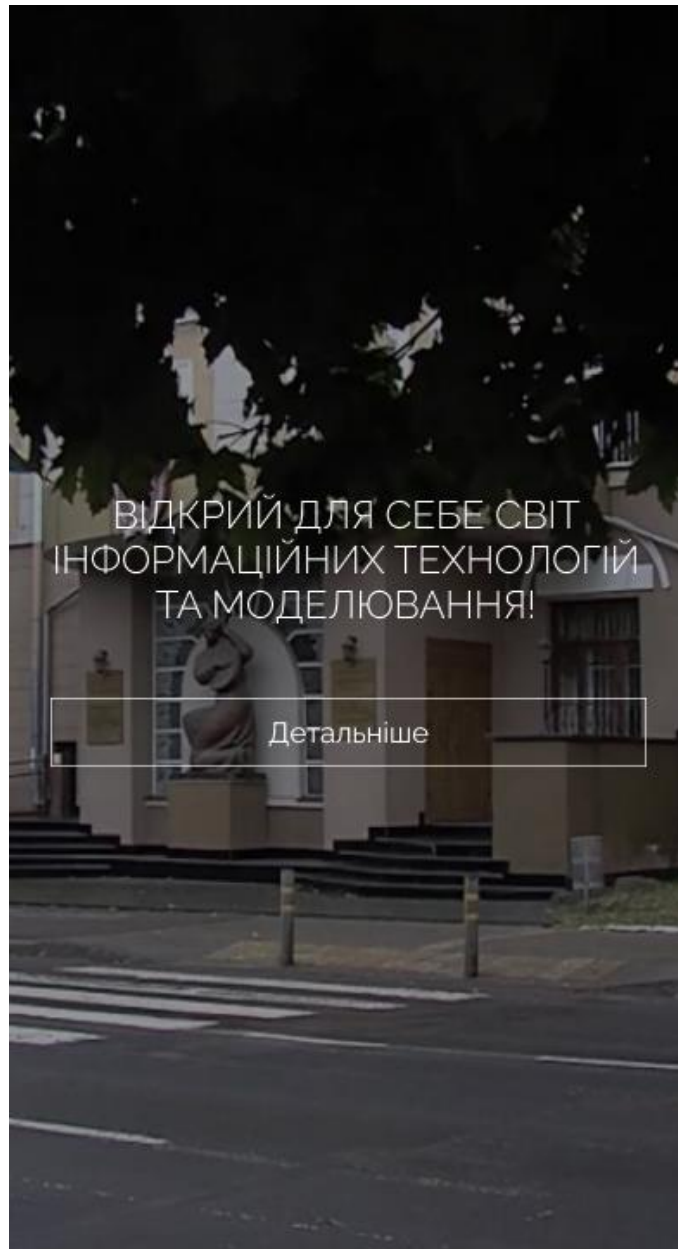 ВІДКРИЙ ДЛЯ СЕБЕ СВІТ
ІНФОРМАЦІЙНИХ ТЕХНОЛОГІЙ
ТА МОДЕЛЮВАННЯ!
Детальніше